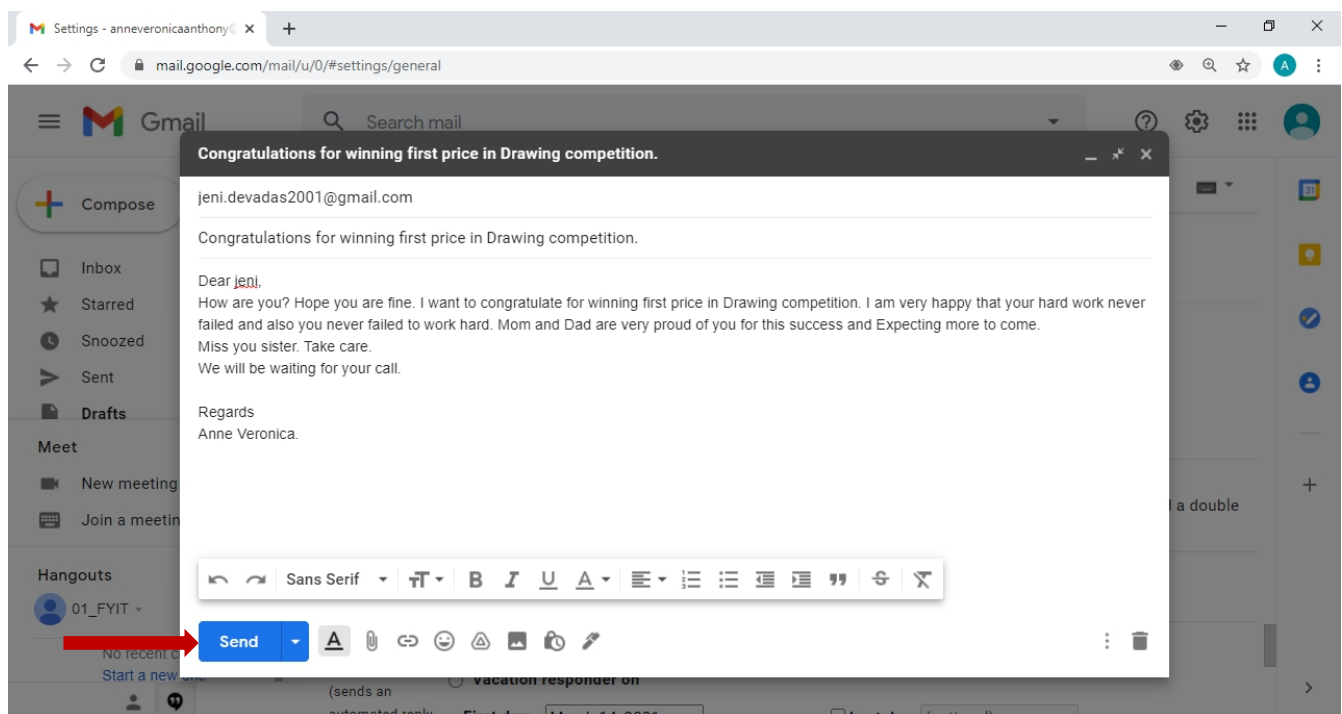 Settings - anneveronicaanthony@
mail.google.com/mail/u/0/#settings/general
A
Gmail
Search mail
Congratulations for winning first price in Drawing competition.
Compose
jeni.devadas2001@gmail.com
31
Congratulations for winning first price in Drawing competition.
Inbox
Dear jeni,
Starred
How are you? Hope you are fine. I want to congratulate for winning first price in Drawing competition. I am very happy that your hard work never
failed and also you never failed to work hard. Mom and Dad are very proud of you for this success and Expecting more to come.
Snoozed
Miss you sister. Take care.
Sent
We will be waiting for your call.
Drafts
Regards
Anne Veronica.
Meet
New meeting
Join a meetin
a double
Hangouts
Sans Serif
B I U A
01_FYIT
Send
A
No recent c
Start a new
Vacation responder on
(sends an